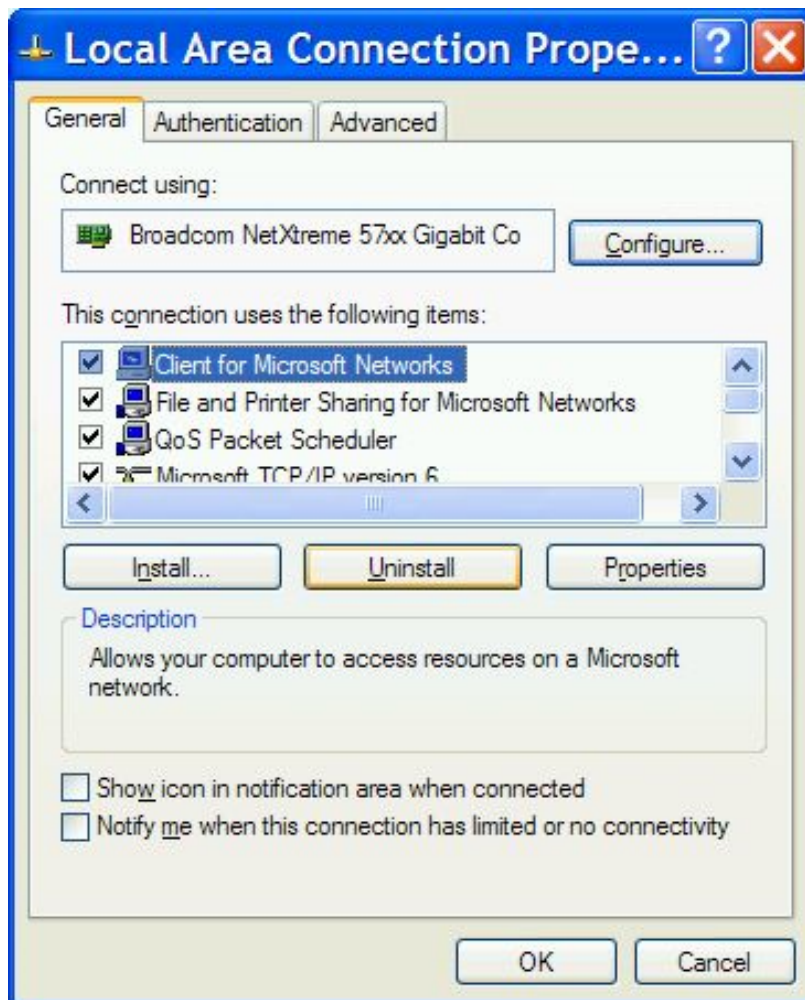 Local Area Connection Prope...
General Authentication Advanced
Connect using:
Broadcom NetXtreme 57xx Gigabit Co
Configure...
This connection uses the following items:
Client for Microsoft Networks
File and Printer Sharing for Microsoft Networks
QoS Packet Scheduler
Microsoft TCP/IP version 6
Install... Uninstall Properties
Description
Allows your computer to access resources on a Microsoft
network.
Show icon in notification area when connected
Notify me when this connection has limited or no connectivity
OK Cancel